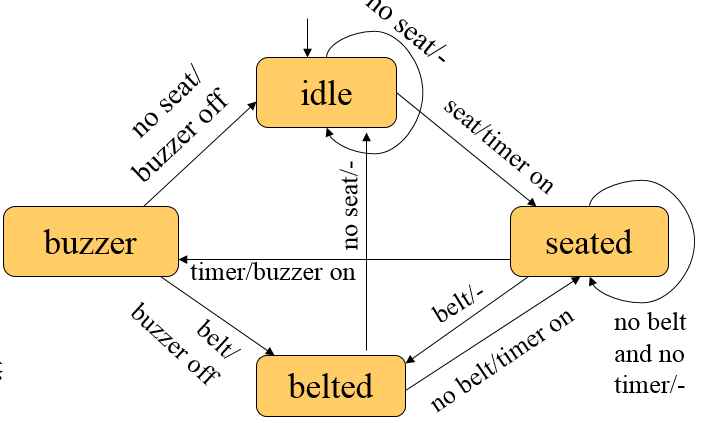 no seat/-
no seat/
buzzer off
idle
seat/timer on
no seat/-
buzzer
seated
timer/buzzer on
belt/-
no belt/timer on
belt/
buzzer off
belted
no belt
and no
timer/-